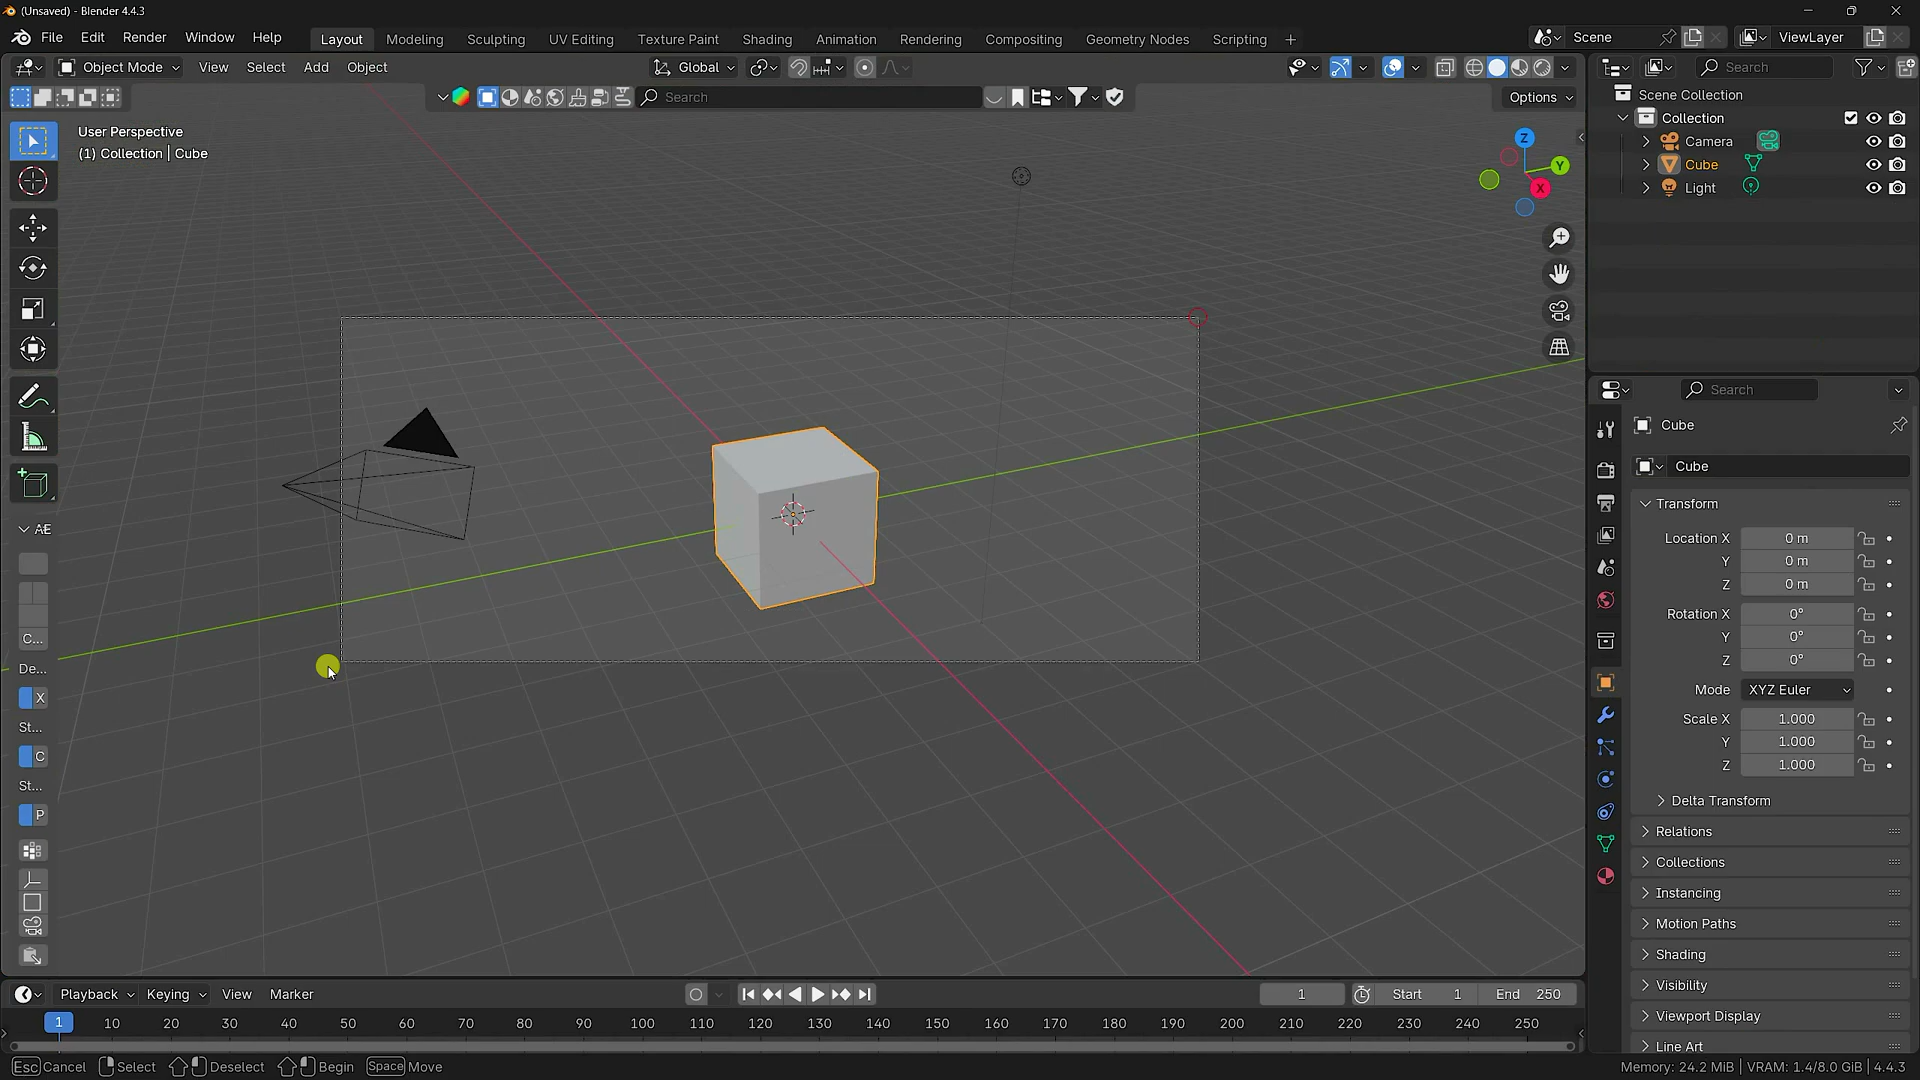 (Unsaved) - Blender 4.4.3
File Edit Render Window Help
Layout Modeling Sculpting UV Editing Texture Paint Shading Animation Rendering Compositing Geometry Nodes Scripting +
Scene
ViewLayer
Object Mode View Select Add Object
Global
Search
Search
Options
User Perspective
(1) Collection | Cube
Z
Y
X
Scene Collection
Collection
Camera
Cube
Light
Search
Cube
Cube
Transform
Location X 0 m
Y 0 m
Z 0 m
Rotation X 0°
Y 0°
Z 0°
Mode XYZ Euler
Scale X 1.000
Y 1.000
Z 1.000
Delta Transform
Relations
Collections
Instancing
Motion Paths
Shading
Visibility
Viewport Display
Line Art
AE
C...
De...
X
St...
C
St...
P
Playback Keying View Marker
1
Start 1
End 250
1 10 20 30 40 50 60 70 80 90 100 110 120 130 140 150 160 170 180 190 200 210 220 230 240 250
Esc Cancel Select Deselect Begin Space Move
Memory: 24.2 MiB | VRAM: 1.4/8.0 GiB | 4.4.3